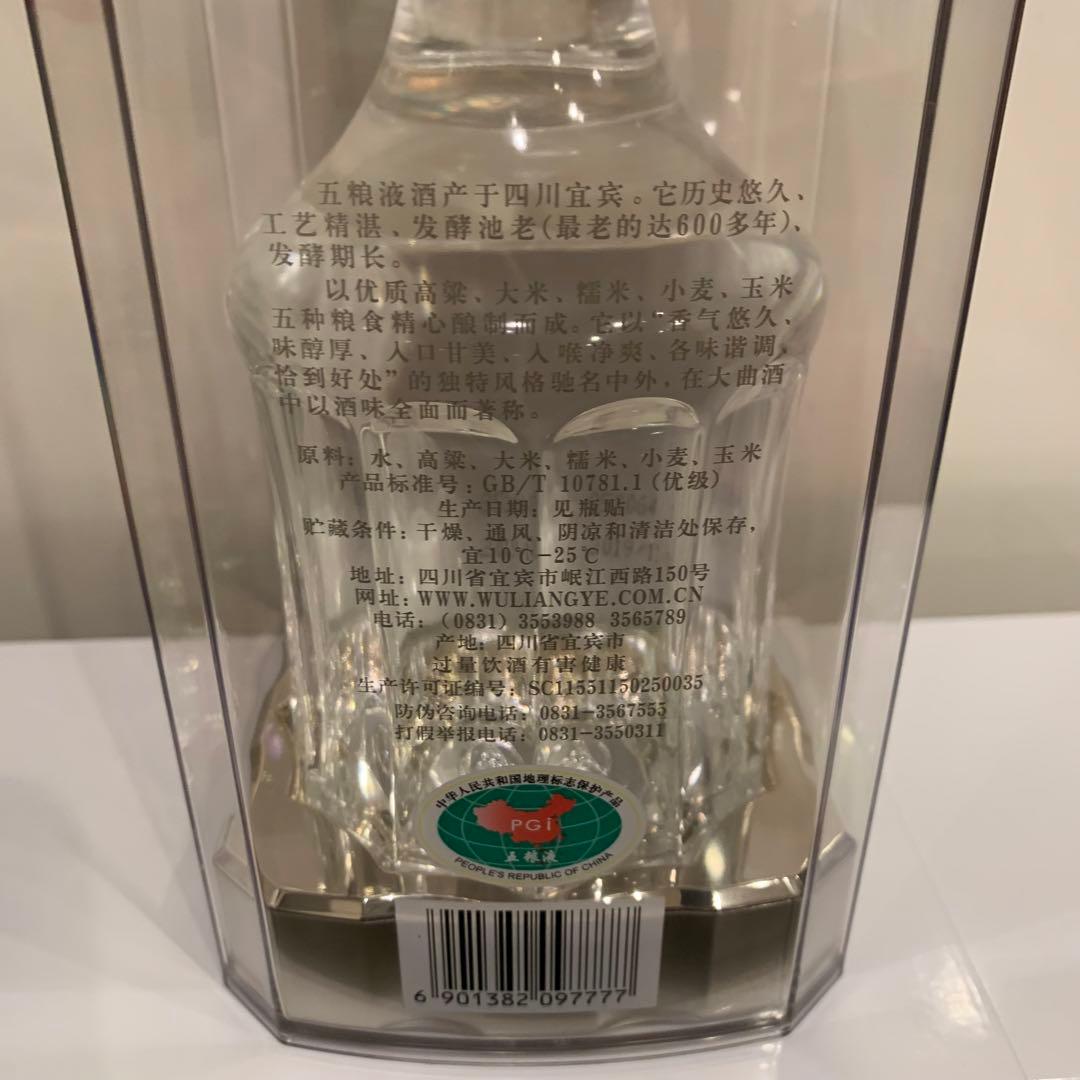 五粮液酒产于四川宜宾。它历史悠久、
工艺精湛、发酵池老(最老的达600多年)、
发酵期长。
以优质高粱、大米、糯米、小麦、玉米
五种粮食精心酿制而成。它以“香气悠久、
味醇厚、入口甘美、入喉净爽、各味谐调、
恰到好处”的独特风格驰名中外,在大曲酒
中以酒味全面而著称。
原料:水、高粱、大米、糯米、小麦、玉米
产品标准号:GB/T 10781.1(优级)
生产日期:见瓶贴
贮藏条件:干燥、通风、阴凉和清洁处保存,
宜10℃-25℃
地址:四川省宜宾市岷江西路150号
网址:WWW.WULIANGYE.COM.CN
电话:(0831) 3553988 3565789
产地:四川省宜宾市
过量饮酒有害健康
生产许可证编号:SC11551150250035
防伪咨询电话:0831-3567555
打假举报电话:0831-3550311
中华人民共和国地理标志保护产品
PGI
五粮液
PEOPLE'S REPUBLIC OF CHINA
6 901382 097777